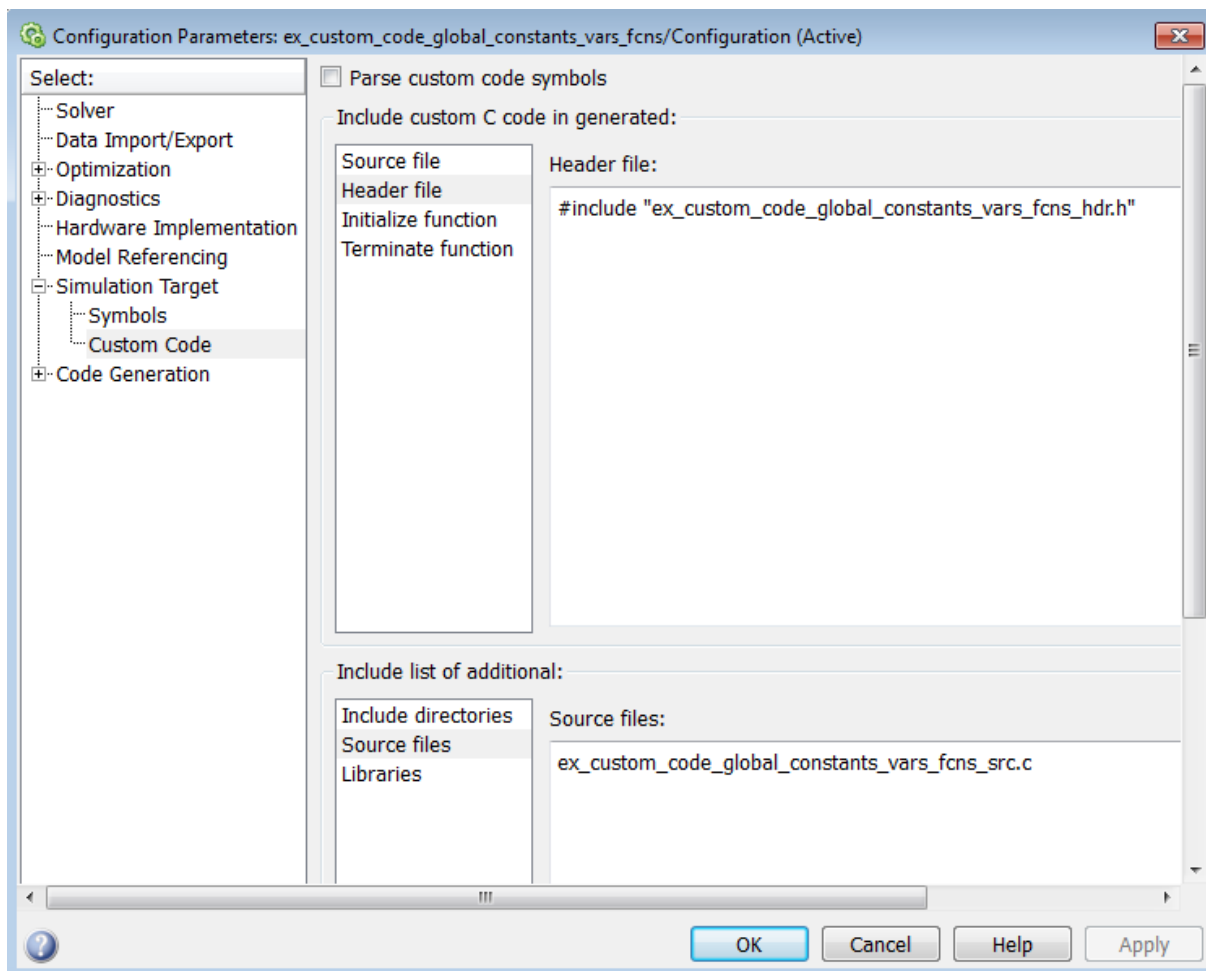 Configuration Parameters: ex_custom_code_global_constants_vars_fcns/Configuration (Active)
Select:
Solver
Data Import/Export
Optimization
Diagnostics
Hardware Implementation
Model Referencing
Simulation Target
Symbols
Custom Code
Code Generation
Parse custom code symbols
Include custom C code in generated:
Source file
Header file
Initialize function
Terminate function
Header file:
#include "ex_custom_code_global_constants_vars_fcns_hdr.h"
Include list of additional:
Include directories
Source files
Libraries
Source files:
ex_custom_code_global_constants_vars_fcns_src.c
OK
Cancel
Help
Apply